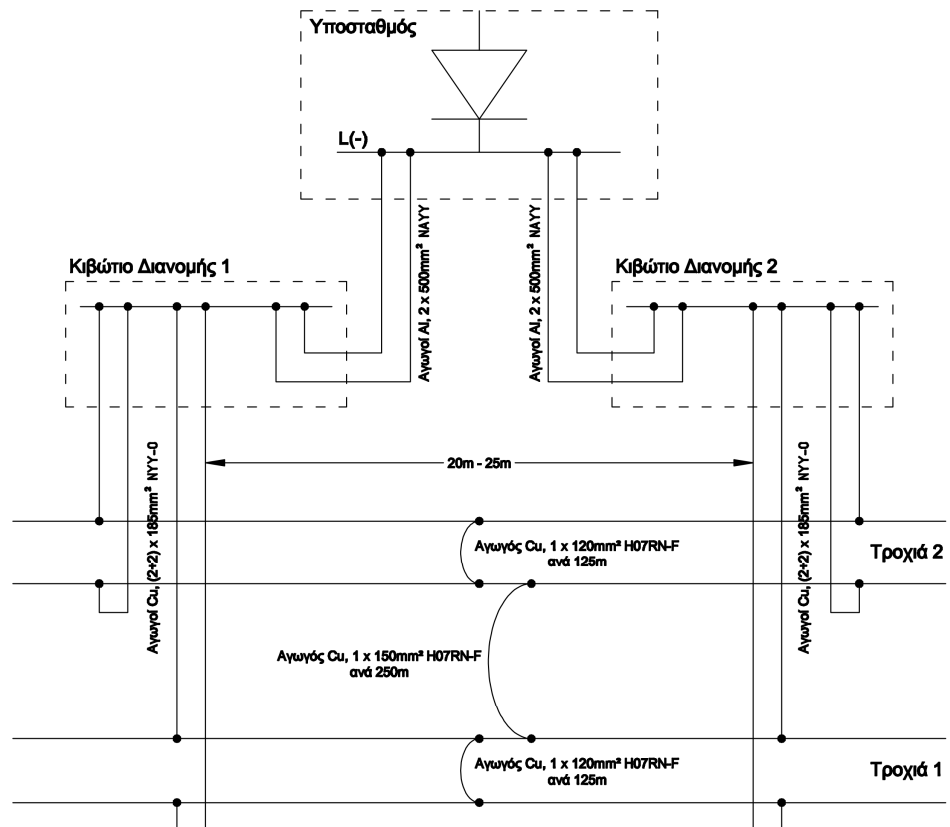 Υποσταθμός
L(-)
Αγωγοί Al, 2 x 500mm² NAYY
Αγωγοί Al, 2 x 500mm² NAYY
Κιβώτιο Διανομής 1
Κιβώτιο Διανομής 2
20m - 25m
Αγωγοί Cu, (2+2) x 185mm² NYY-0
Αγωγοί Cu, (2+2) x 185mm² NYY-0
Αγωγός Cu, 1 x 120mm² H07RN-F
ανά 125m
Τροχιά 2
Αγωγός Cu, 1 x 150mm² H07RN-F
ανά 250m
Αγωγός Cu, 1 x 120mm² H07RN-F
ανά 125m
Τροχιά 1